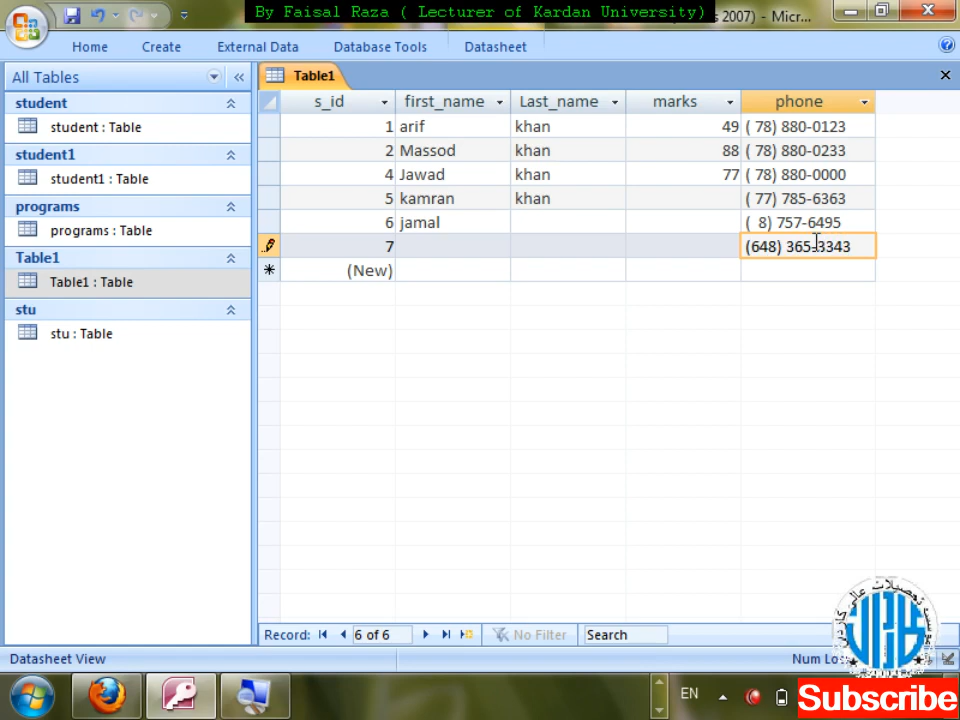 By Faisal Raza ( Lecturer of Kardan University)
s 2007) - Micr...
Home Create External Data Database Tools Datasheet
All Tables
Table1
student
student : Table
student1
student1 : Table
programs
programs : Table
Table1
Table1 : Table
stu
stu : Table
s_id first_name Last_name marks phone
1 arif khan 49 ( 78) 880-0123
2 Massod khan 88 ( 78) 880-0233
4 Jawad khan 77 ( 78) 880-0000
5 kamran khan ( 77) 785-6363
6 jamal ( 8) 757-6495
7 (648) 365-3343
(New)
Record: 6 of 6 No Filter Search
Datasheet View
Num Lo
EN
Subscribe